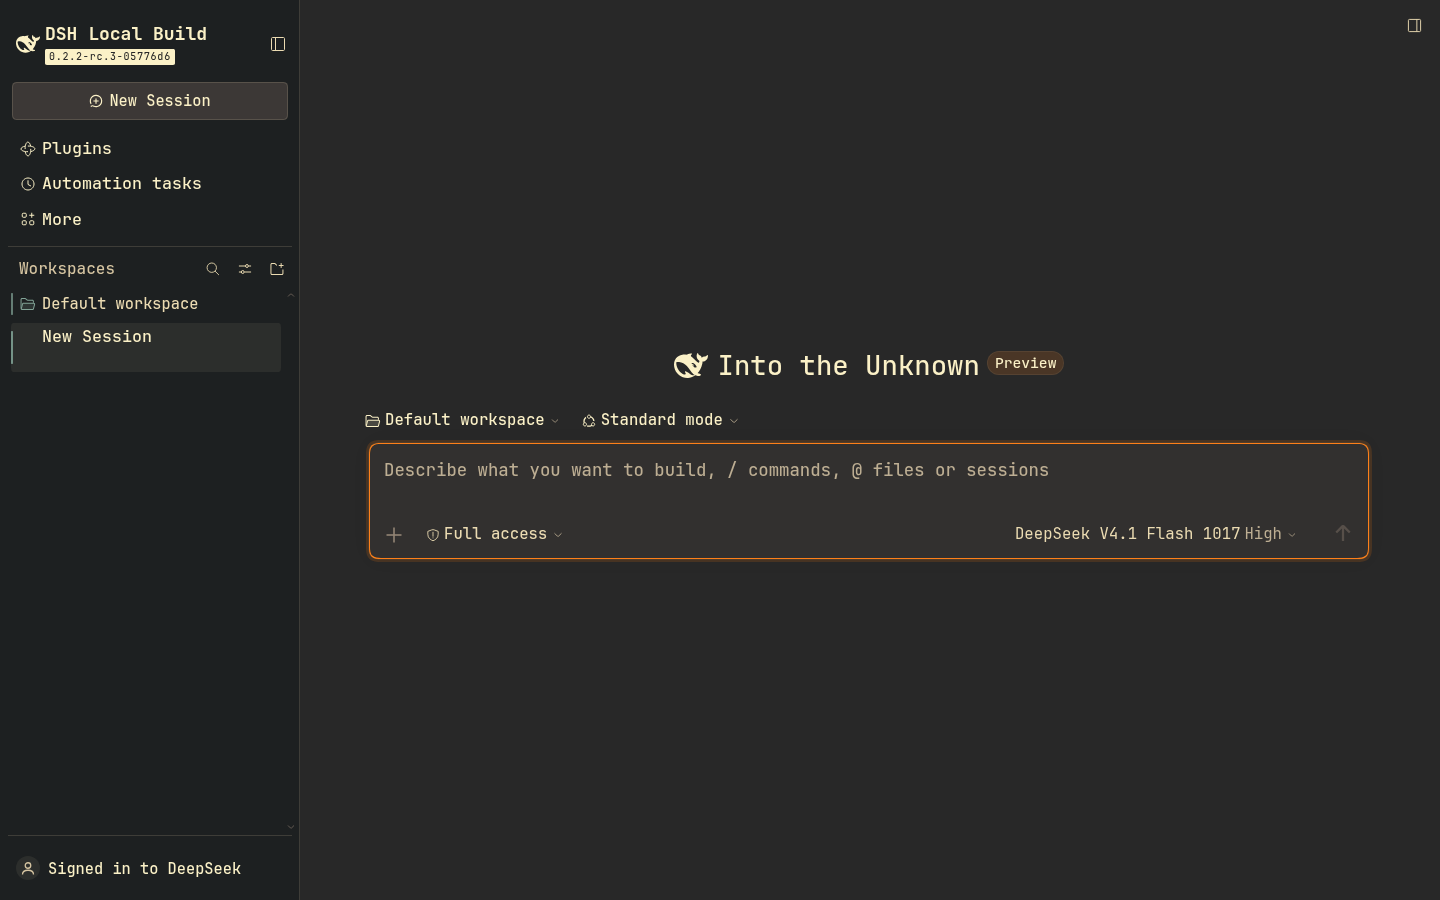 DSH Local Build
0.2.2-rc.3-05776d6
New Session
Plugins
Automation tasks
More
Workspaces
Default workspace
New Session
Signed in to DeepSeek
Into the Unknown Preview
Default workspace Standard mode
Describe what you want to build, / commands, @ files or sessions
Full access DeepSeek V4.1 Flash 1017 High